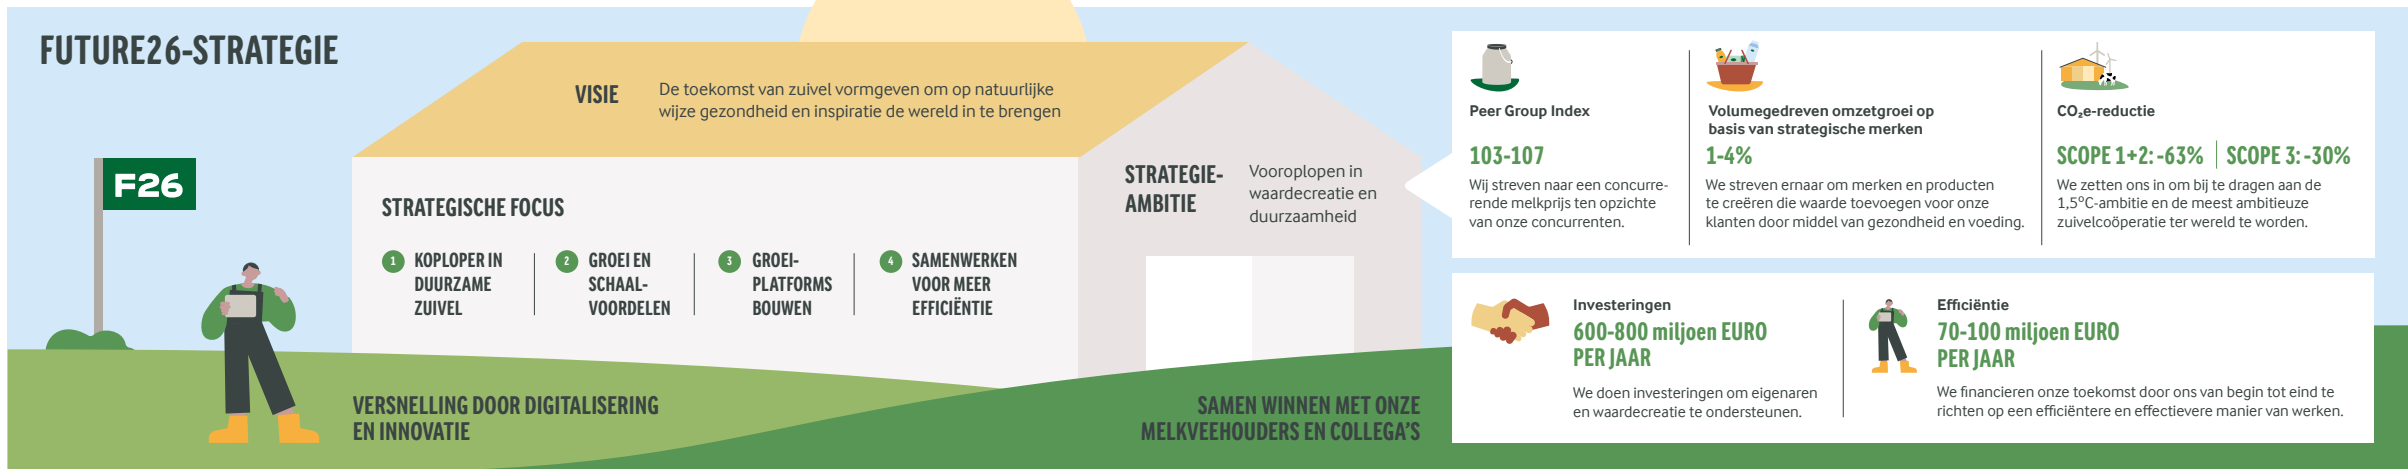 FUTURE26-STRATEGIE
VISIE
De toekomst van zuivel vormgeven om op natuurlijke
wijze gezondheid en inspiratie de wereld in te brengen
F26
STRATEGISCHE FOCUS
1
KOPLOPER IN
DUURZAME
ZUIVEL
2
GROEI EN
SCHAAL-
VOORDELEN
3
GROEI-
PLATFORMS
BOUWEN
4
SAMENWERKEN
VOOR MEER
EFFICIËNTIE
STRATEGIE-
AMBITIE
Vooroplopen in
waardecreatie en
duurzaamheid
VERSNELLING DOOR DIGITALISERING
EN INNOVATIE
SAMEN WINNEN MET ONZE
MELKVEEHOUDERS EN COLLEGA'S
Peer Group Index
103-107
Wij streven naar een concurre-
rende melkprijs ten opzichte
van onze concurrenten.
Volumegedreven omzetgroei op
basis van strategische merken
1-4%
We streven ernaar om merken en producten
te creëren die waarde toevoegen voor onze
klanten door middel van gezondheid en voeding.
CO₂e-reductie
SCOPE 1+2: -63% | SCOPE 3: -30%
We zetten ons in om bij te dragen aan de
1,5°C-ambitie en de meest ambitieuze
zuivelcoöperatie ter wereld te worden.
Investeringen
600-800 miljoen EURO
PER JAAR
We doen investeringen om eigenaren
en waardecreatie te ondersteunen.
Efficiëntie
70-100 miljoen EURO
PER JAAR
We financieren onze toekomst door ons van begin tot eind te
richten op een efficiëntere en effectievere manier van werken.